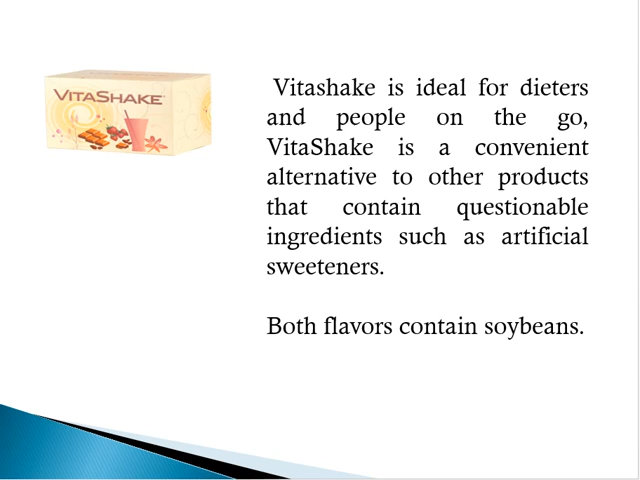 VITASHAKE
Vitashake is ideal for dieters
and people on the go,
VitaShake is a convenient
alternative to other products
that contain questionable
ingredients such as artificial
sweeteners.
Both flavors contain soybeans.